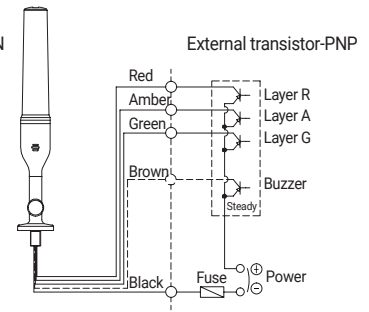 N
External transistor-PNP
Red
Layer R
Amber
Layer A
Green
Layer G
Brown
Buzzer
Steady
⊕
Power
Black
Fuse
⊖